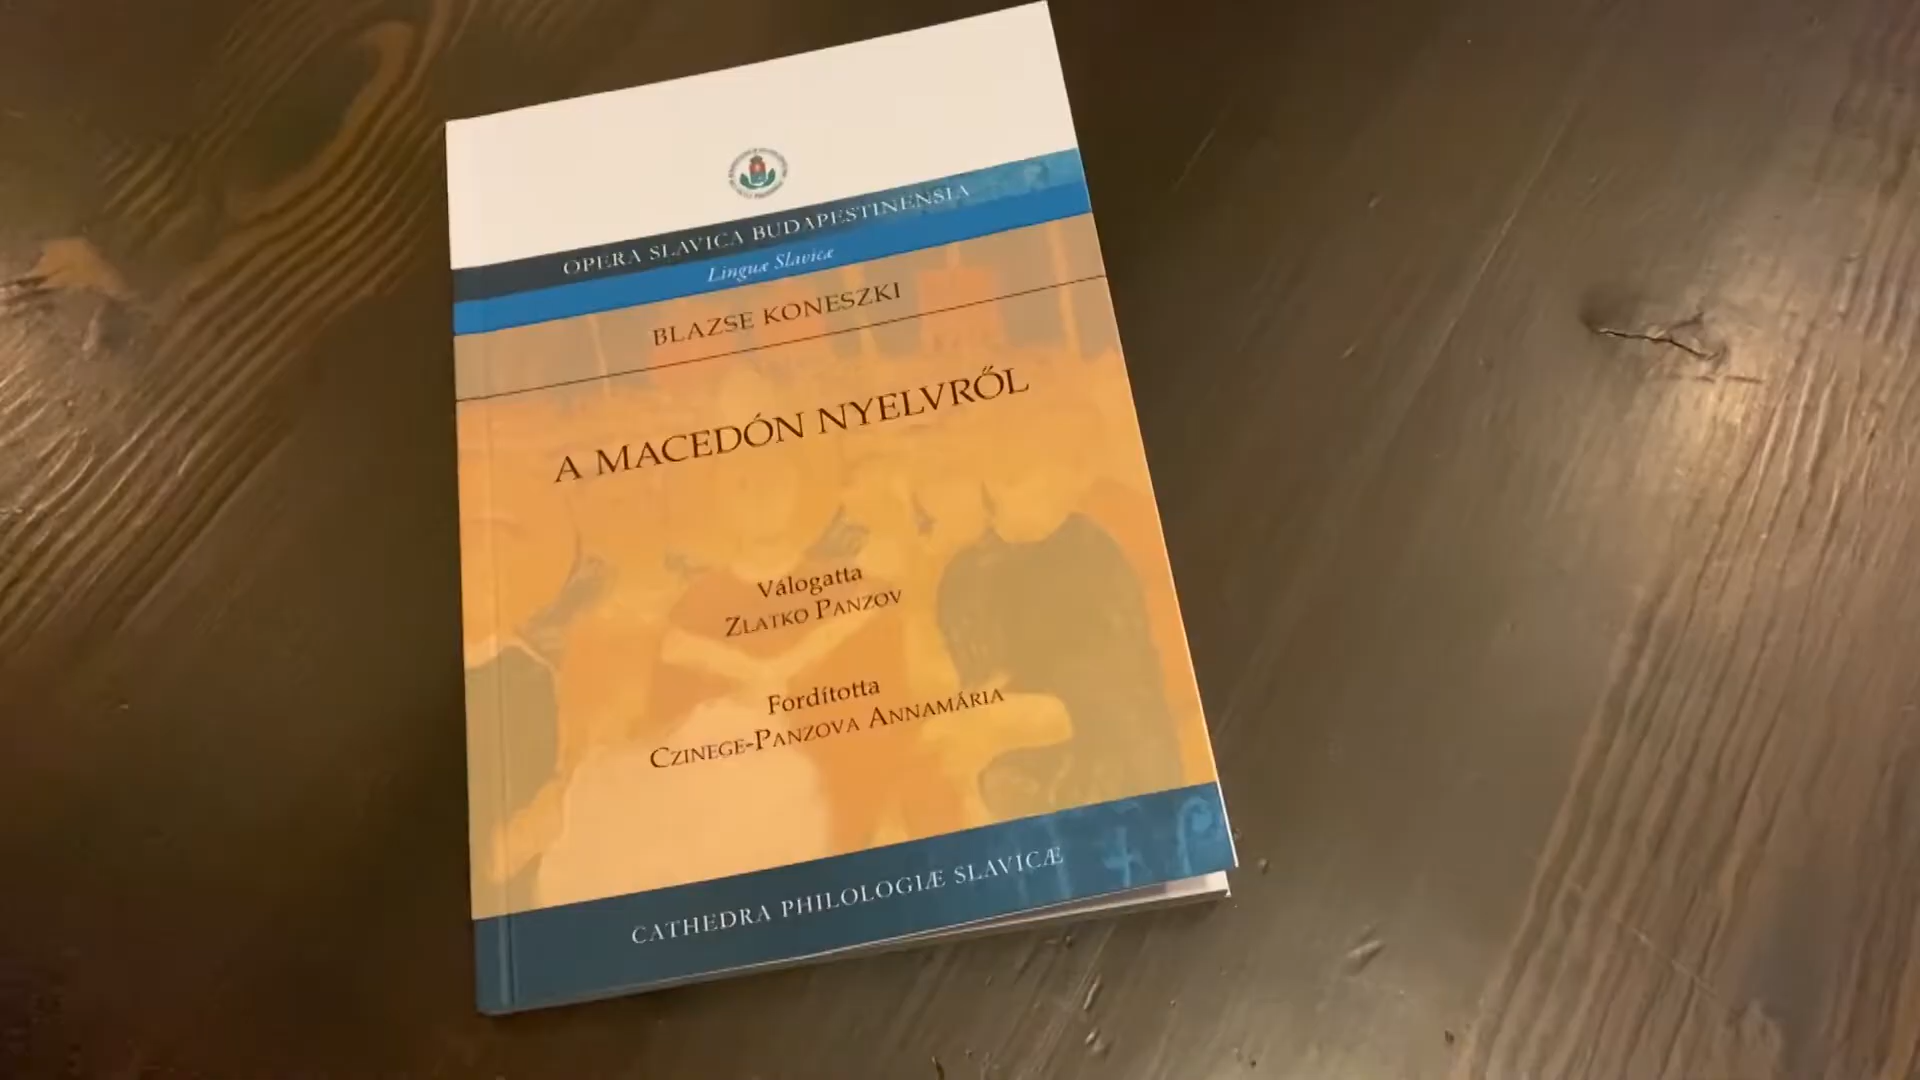 OPERA SLAVICA BUDAPESTINENSIA
Linguæ Slavicæ
BLAZSE KONESZKI
A MACEDÓN NYELVRŐL
Válogatta
ZLATKO PANZOV
Fordította
CZINEGE-PANZOVA ANNAMÁRIA
CATHEDRA PHILOLOGIÆ SLAVICÆ